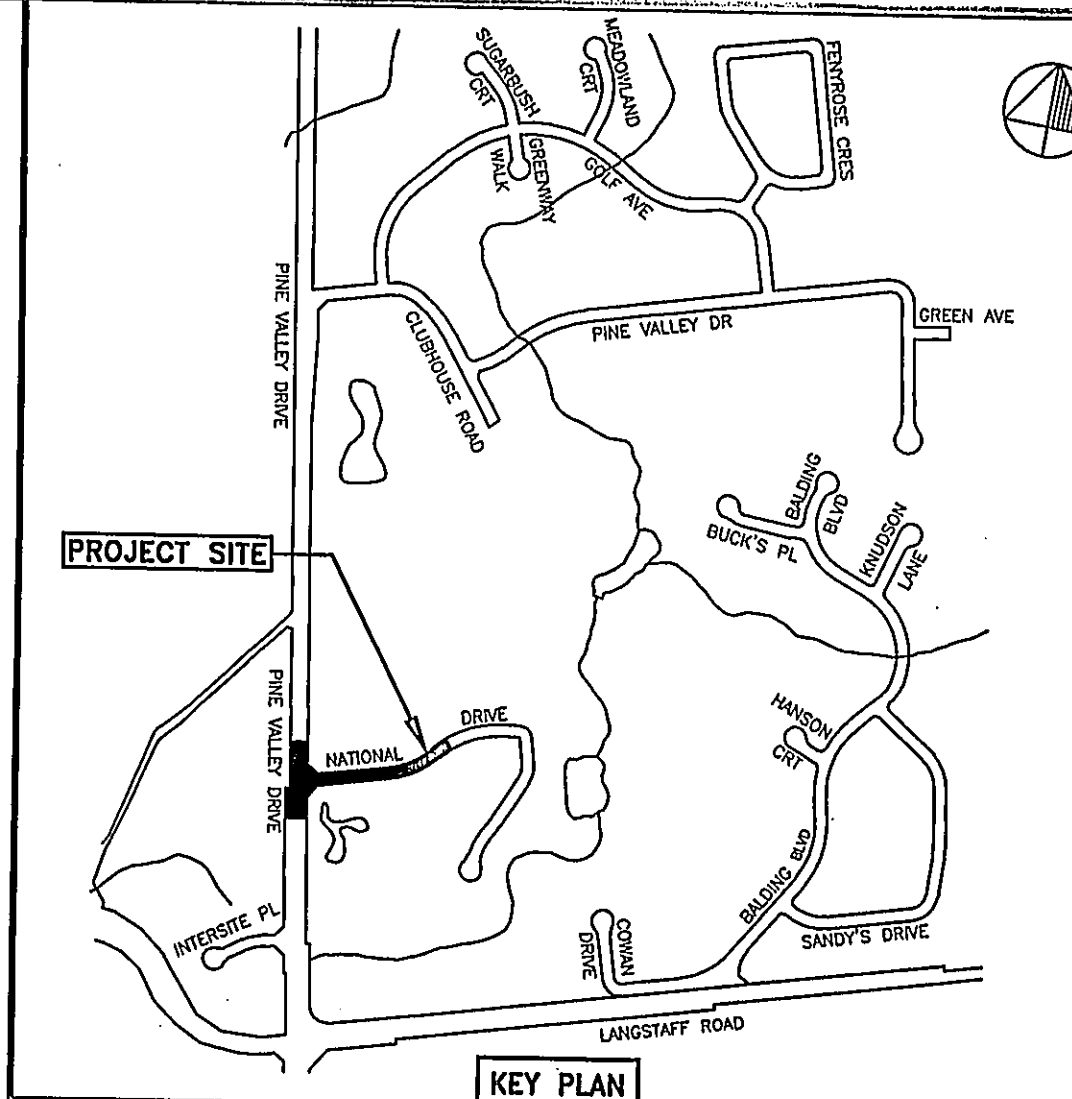 SUGARBUSH
CRT
MEADOWLAND
CRT
FENYROSE CRES
WALK
GREENWAY
GOLF AVE
PINE VALLEY DRIVE
CLUBHOUSE ROAD
PINE VALLEY DR
GREEN AVE
BALDING
BLVD
BUCK'S PL
KNUDSON
LANE
PROJECT SITE
PINE VALLEY DRIVE
NATIONAL
DRIVE
HANSON
CRT
INTERSITE PL
BALDING BLVD
COWAN
DRIVE
SANDY'S DRIVE
LANGSTAFF ROAD
KEY PLAN